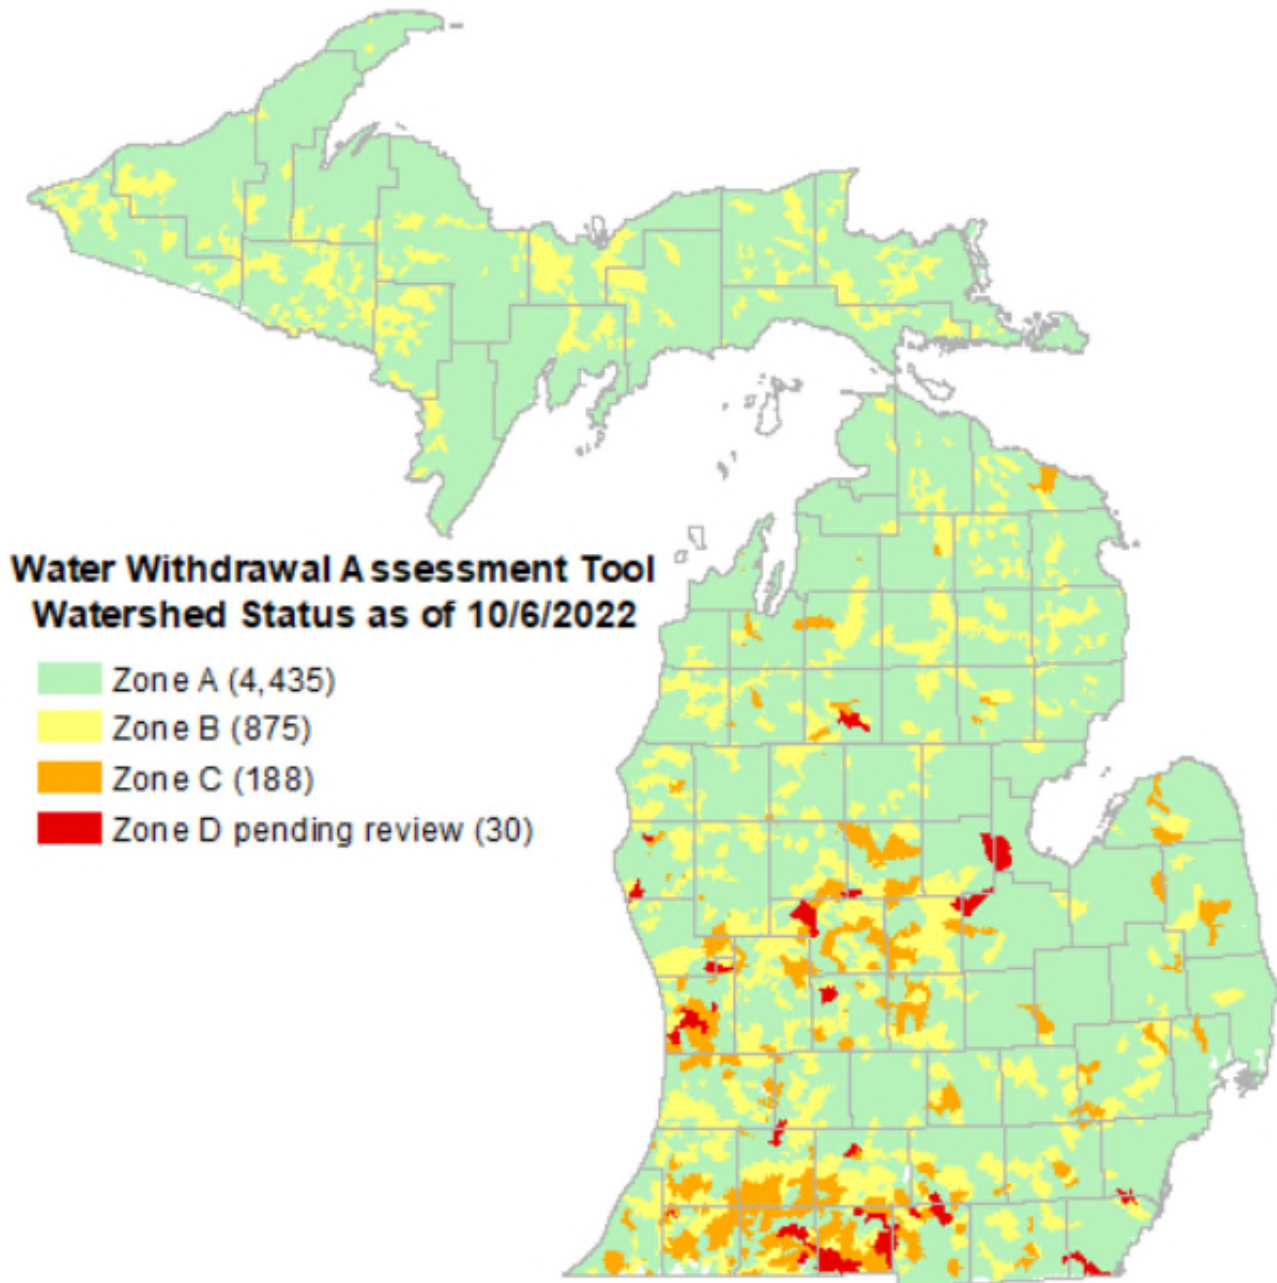 Water Withdrawal Assessment Tool
Watershed Status as of 10/6/2022
Zone A (4,435)
Zone B (875)
Zone C (188)
Zone D pending review (30)